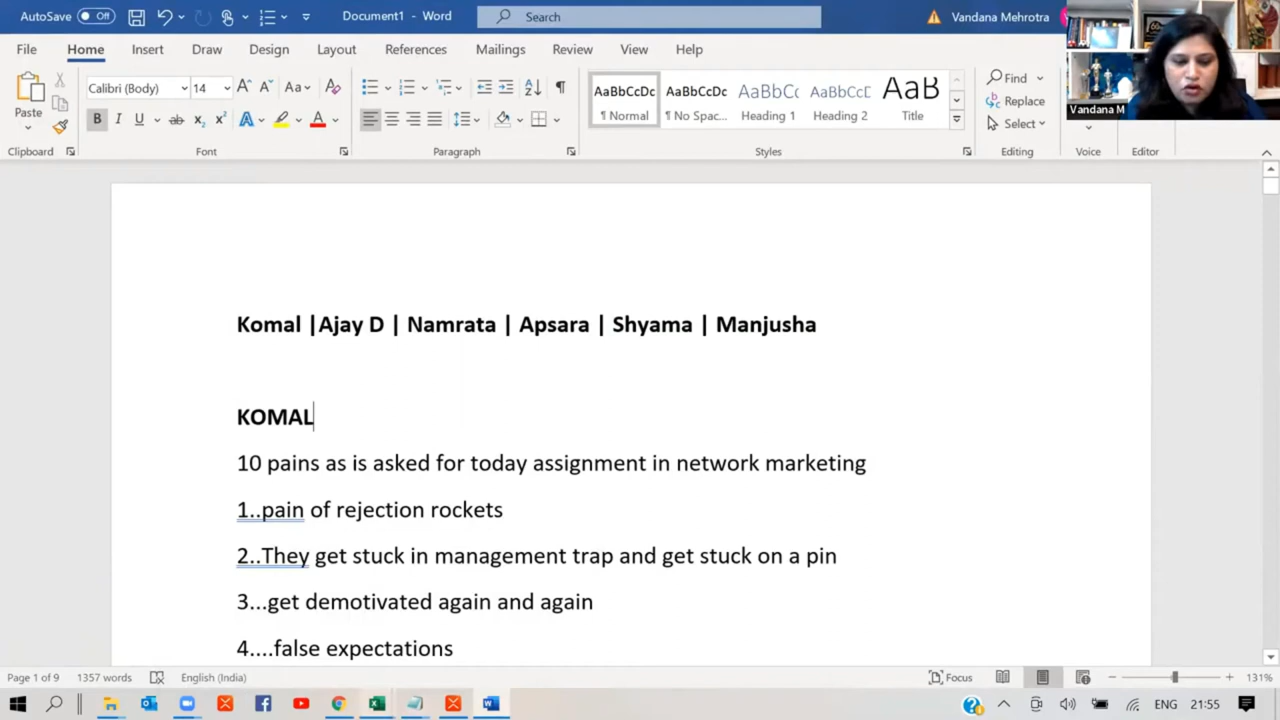 AutoSave Off Document1 - Word Search Vandana Mehrotra
File Home Insert Draw Design Layout References Mailings Review View Help
Vandana M
Paste Calibri (Body) 14 Aa AaBbCcDc AaBbCcDc AaBbCc AaBbCcD AaB Find
Replace
¶ Normal ¶ No Spac... Heading 1 Heading 2 Title Select
Clipboard Font Paragraph Styles Editing Voice Editor
Komal |Ajay D | Namrata | Apsara | Shyama | Manjusha
KOMAL
10 pains as is asked for today assignment in network marketing
1..pain of rejection rockets
2..They get stuck in management trap and get stuck on a pin
3...get demotivated again and again
4....false expectations
Page 1 of 9 1357 words English (India) Focus 131%
ENG 21:55